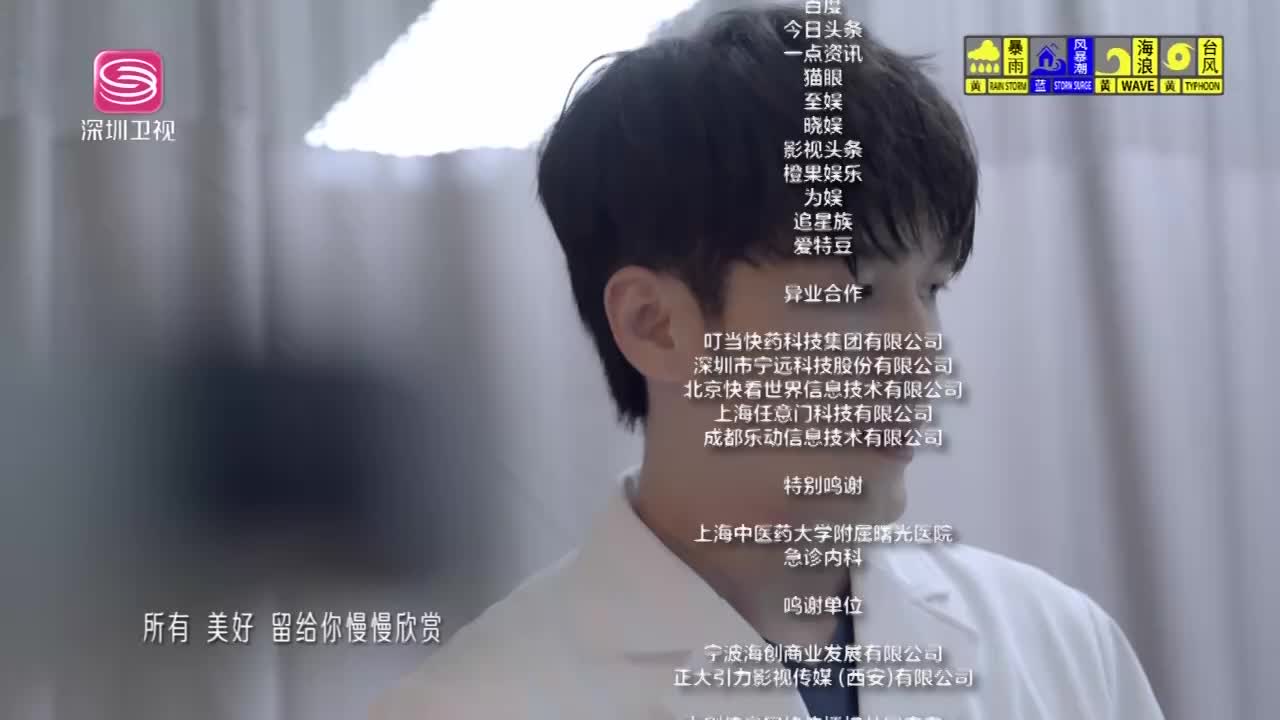 百度
今日头条
一点资讯
猫眼
至娱
晓娱
影视头条
橙果娱乐
为娱
追星族
爱特豆
异业合作
叮当快药科技集团有限公司
深圳市宁远科技股份有限公司
北京快看世界信息技术有限公司
上海任意门科技有限公司
成都乐动信息技术有限公司
特别鸣谢
上海中医药大学附属曙光医院
急诊内科
鸣谢单位
宁波海创商业发展有限公司
正大引力影视传媒 (西安)有限公司
深圳卫视
暴雨
黄 RAIN STORM
风暴潮
蓝 STORM SURGE
海浪
黄 WAVE
台风
黄 TYPHOON
所有 美好 留给你慢慢欣赏